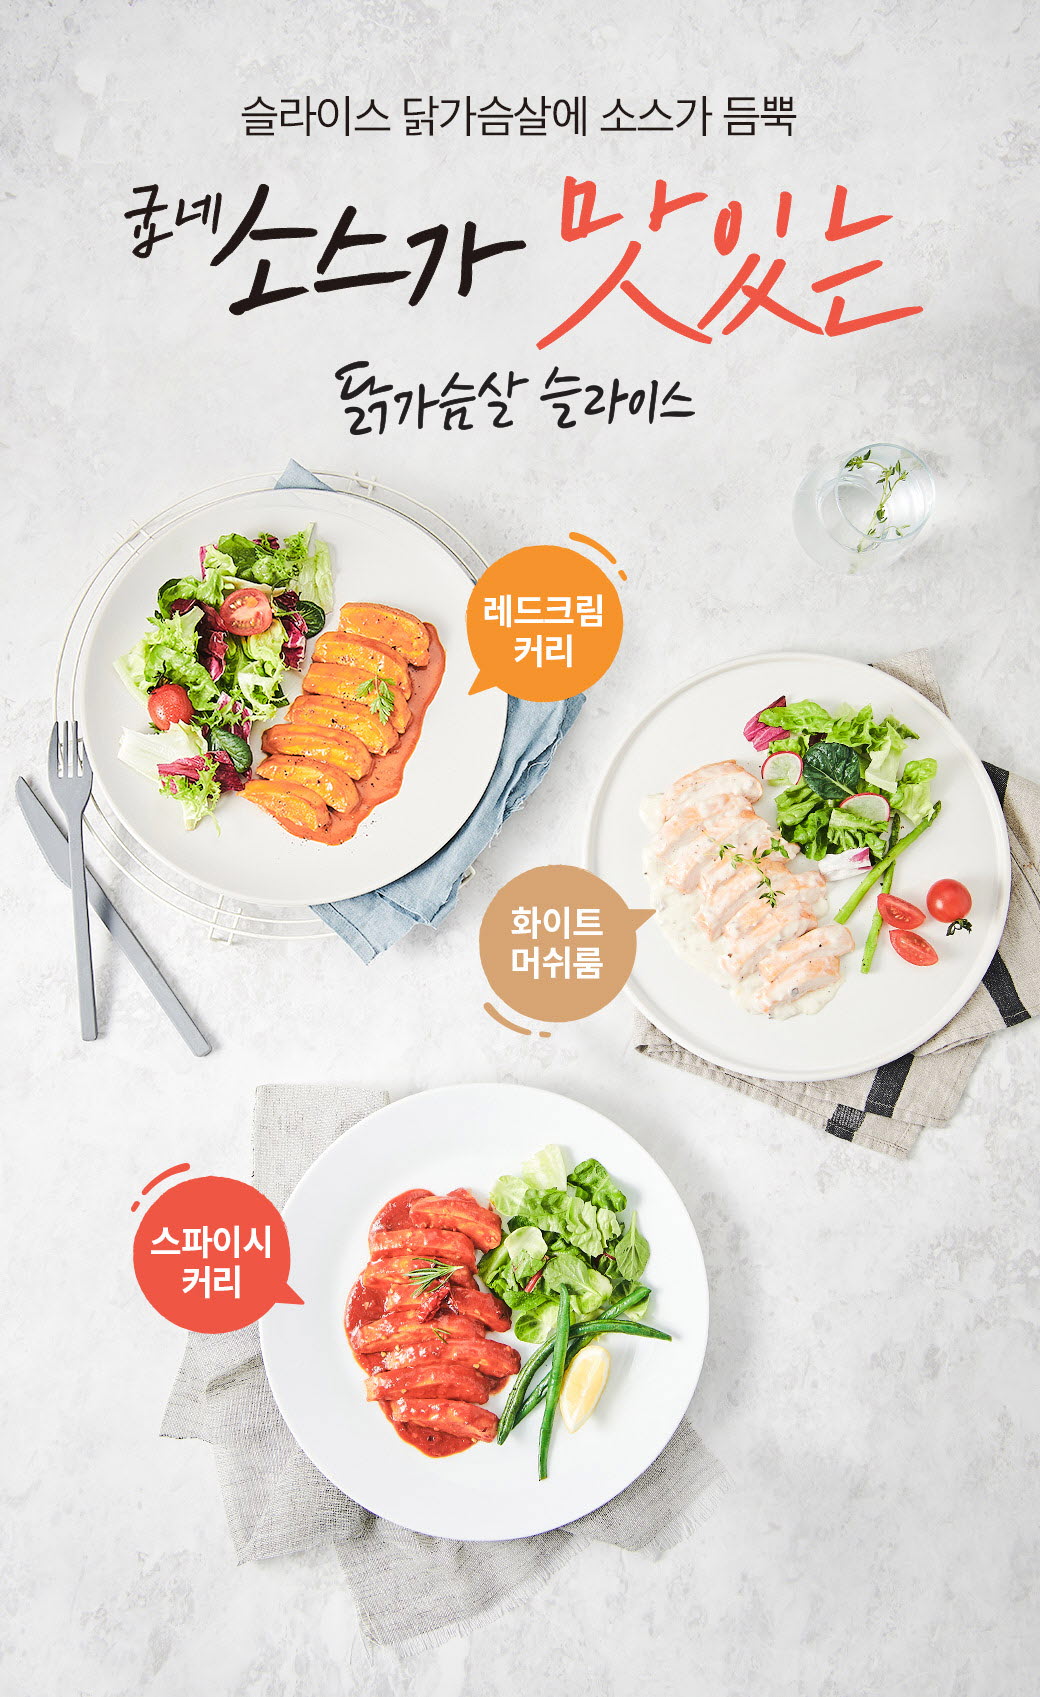 슬라이스 닭가슴살에 소스가 듬뿍
굽네 소스가 맛있는
닭가슴살 슬라이스
레드크림
커리
화이트
머쉬룸
스파이시
커리